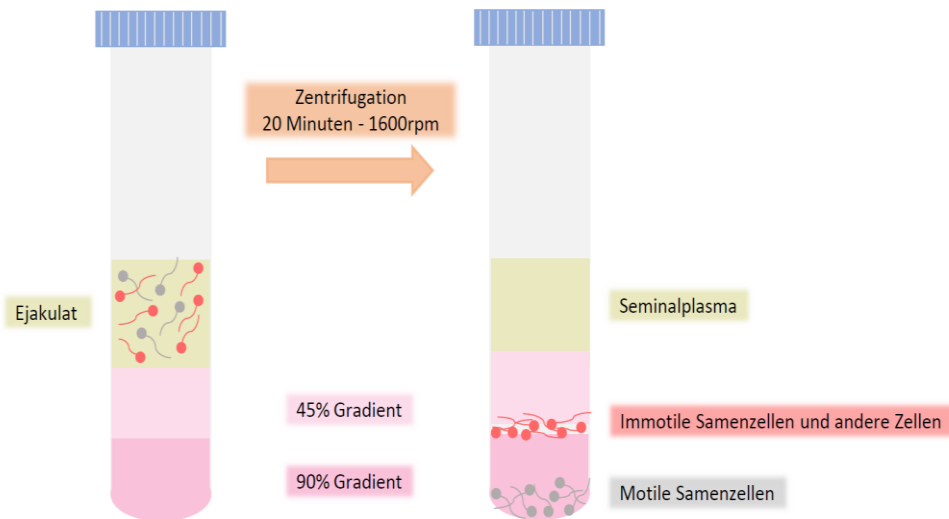 Zentrifugation
20 Minuten - 1600rpm
Ejakulat
Seminalplasma
45% Gradient
Immotile Samenzellen und andere Zellen
90% Gradient
Motile Samenzellen